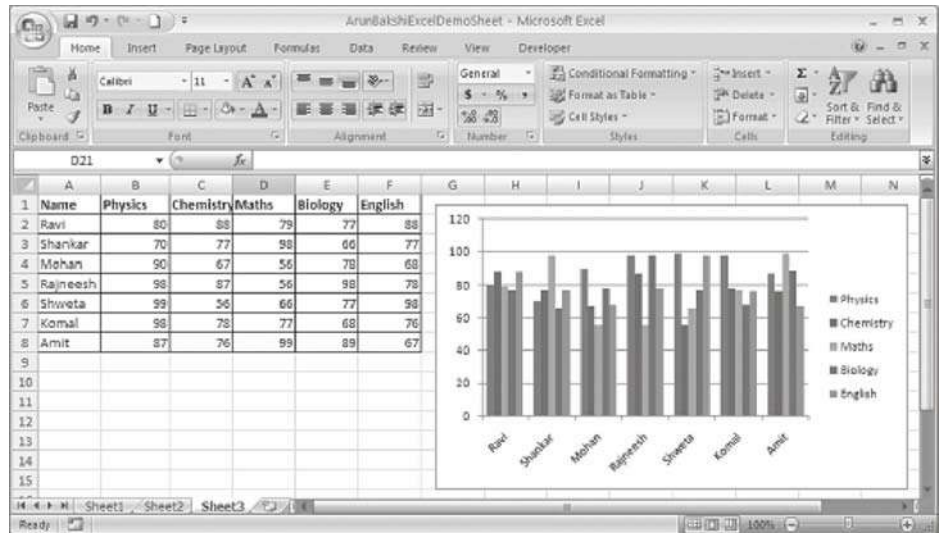 ArunBakshiExcelDemoSheet - Microsoft Excel
Home Insert Page Layout Formulas Data Review View Developer
Calibri 11 A A General Conditional Formatting Insert Σ
Paste B I U A $ % , Format as Table Delete Sort & Find &
Cell Styles Format Filter Select
Clipboard Font Alignment Number Styles Cells Editing
D21 fx
A B C D E F G H I J K L M N
1 Name Physics Chemistry Maths Biology English
2 Ravi 80 88 79 77 88
3 Shankar 70 77 98 66 77
4 Mohan 90 67 56 78 68
5 Rajneesh 98 87 56 98 78
6 Shweta 99 56 66 77 98
7 Komal 98 78 77 68 76
8 Amit 87 76 99 89 67
9
10
11
12
13
14
15
120
100
80
60
40
20
0
Ravi Shankar Mohan Rajneesh Shweta Komal Amit
Physics
Chemistry
Maths
Biology
English
Sheet1 Sheet2 Sheet3
Ready 100%